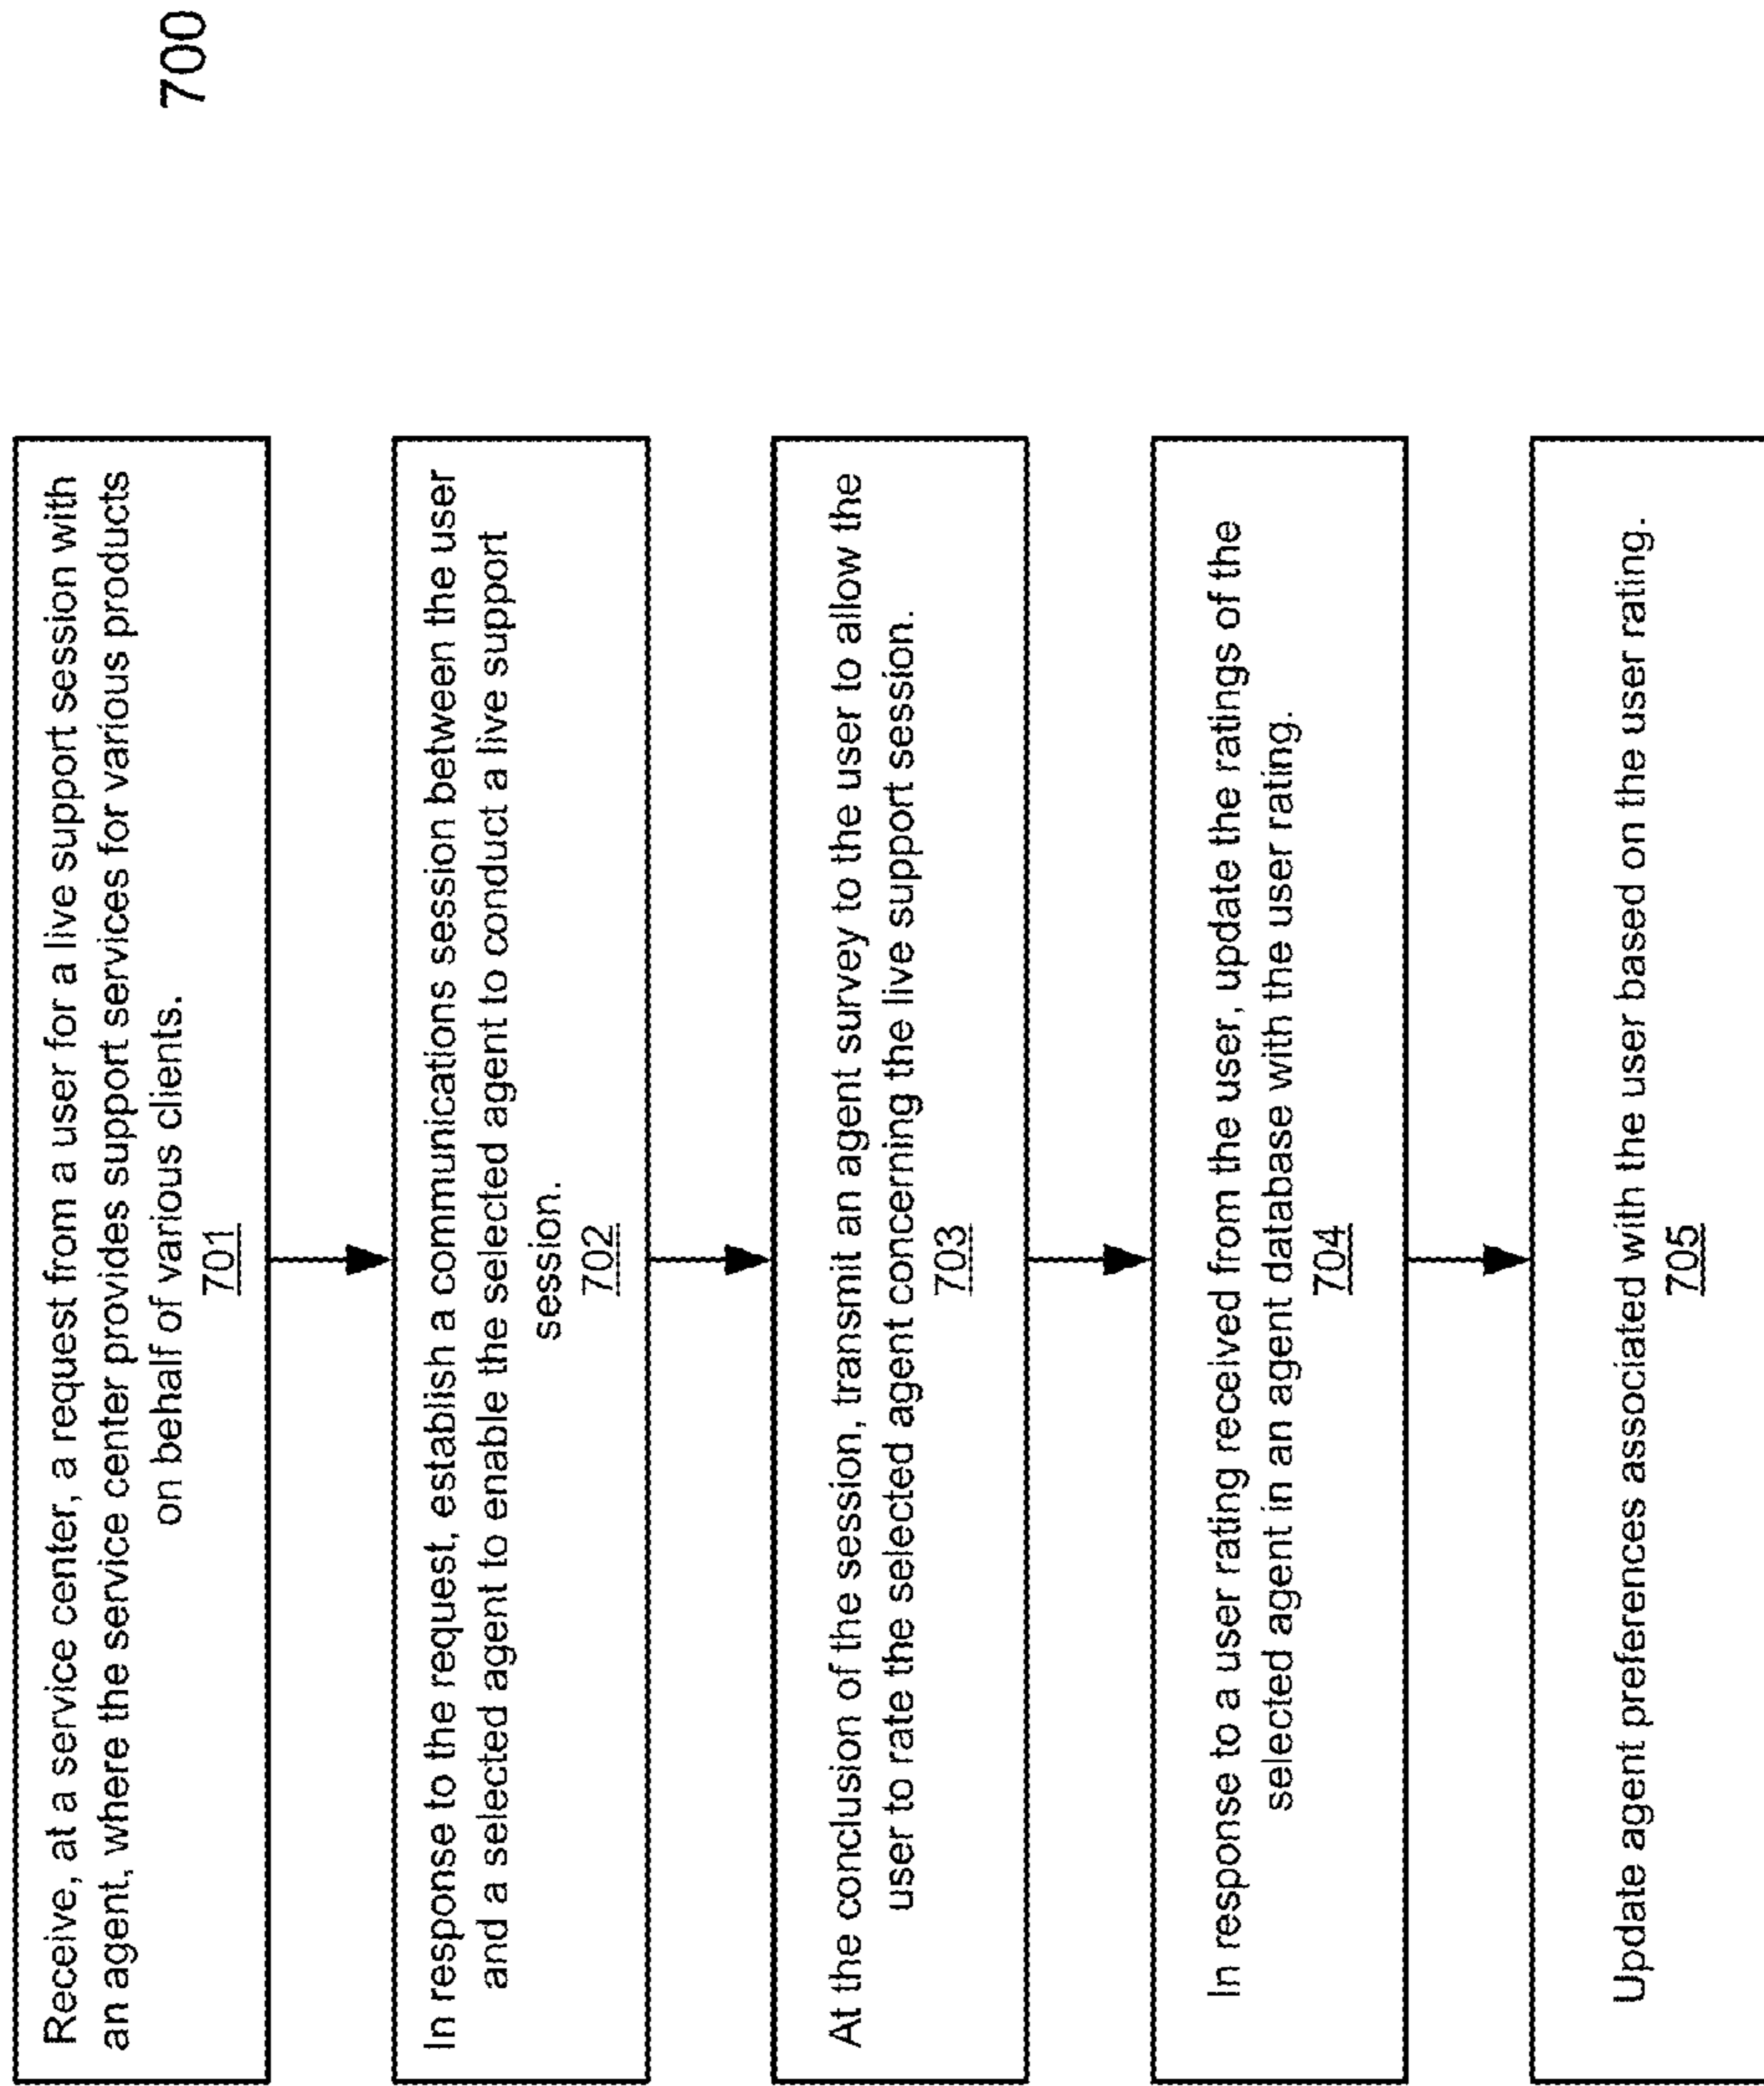 700
Receive, at a service center, a request from a user for a live support session with
an agent, where the service center provides support services for various products
on behalf of various clients.
701
In response to the request, establish a communications session between the user
and a selected agent to enable the selected agent to conduct a live support
session.
702
At the conclusion of the session, transmit an agent survey to the user to allow the
user to rate the selected agent concerning the live support session.
703
In response to a user rating received from the user, update the ratings of the
selected agent in an agent database with the user rating.
704
Update agent preferences associated with the user based on the user rating.
705